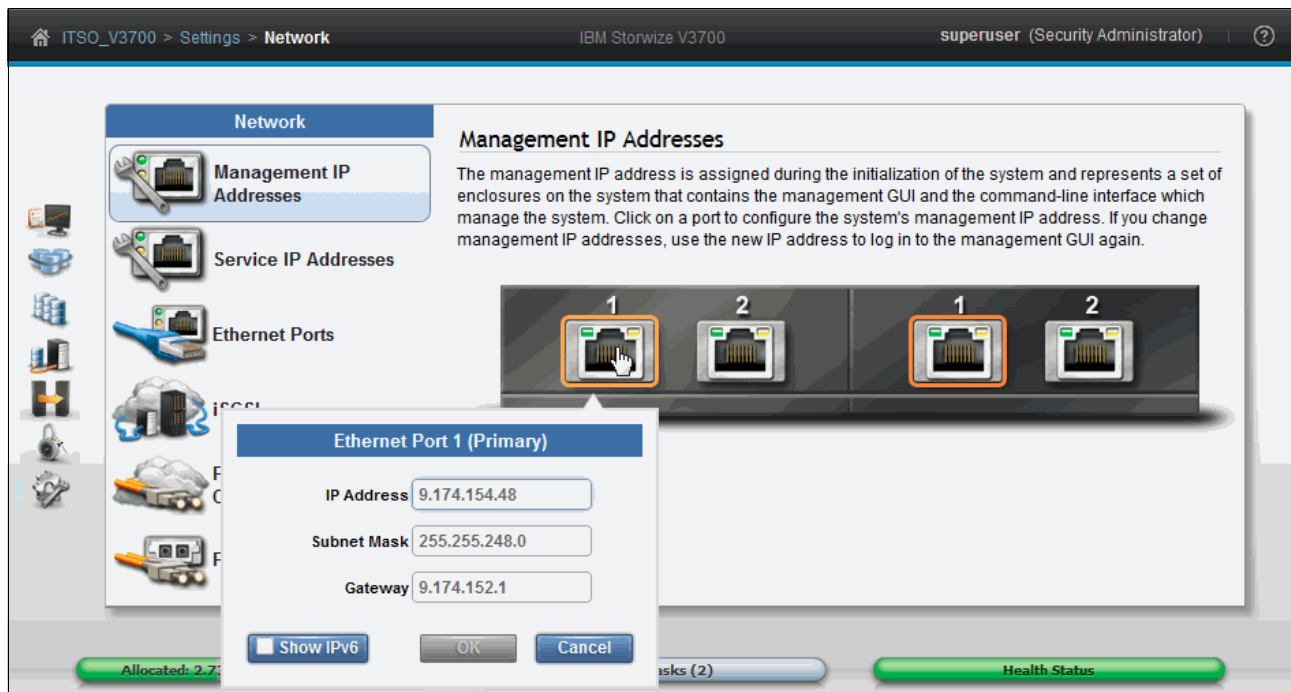 ITSO_V3700 > Settings > Network
IBM Storwize V3700
superuser (Security Administrator)
?
Network
Management IP
Addresses
Service IP Addresses
Ethernet Ports
Management IP Addresses
The management IP address is assigned during the initialization of the system and represents a set of
enclosures on the system that contains the management GUI and the command-line interface which
manage the system. Click on a port to configure the system's management IP address. If you change
management IP addresses, use the new IP address to log in to the management GUI again.
1 2 1 2
Ethernet Port 1 (Primary)
IP Address 9.174.154.48
Subnet Mask 255.255.248.0
Gateway 9.174.152.1
Show IPv6 OK Cancel
Allocated:
(2)
Health Status